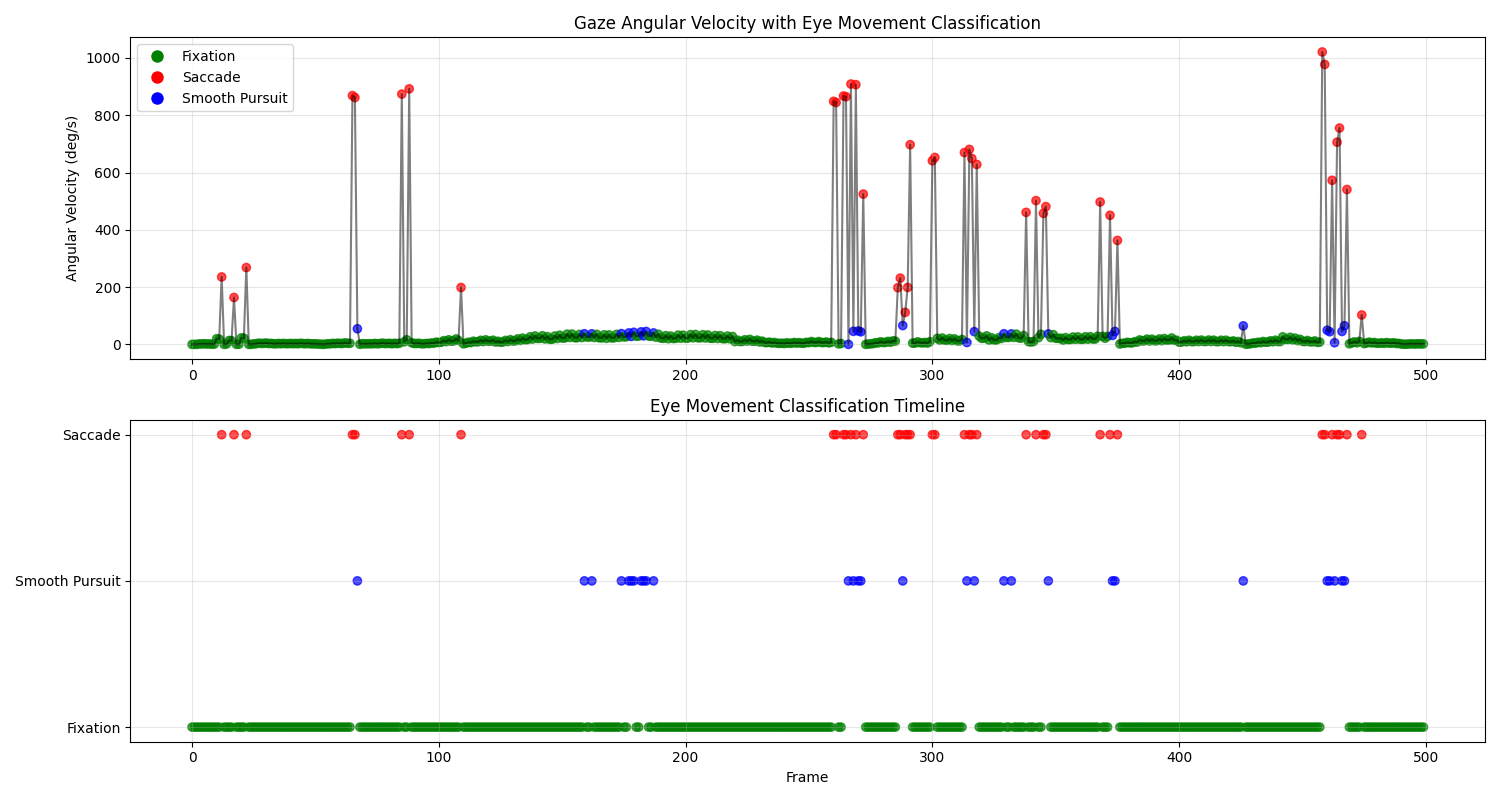 Gaze Angular Velocity with Eye Movement Classification
Fixation
Saccade
Smooth Pursuit
Angular Velocity (deg/s)
1000
800
600
400
200
0
0 100 200 300 400 500
Eye Movement Classification Timeline
Saccade
Smooth Pursuit
Fixation
0 100 200 300 400 500
Frame